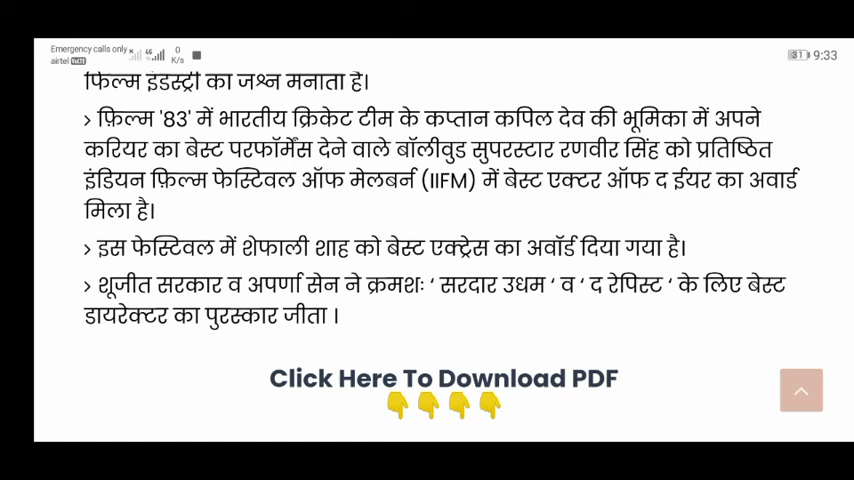 Emergency calls only
airtel VoLTE
4G
0
K/s
31
9:33
फिल्म इंडस्ट्री का जश्न मनाता है।
> फ़िल्म '83' में भारतीय क्रिकेट टीम के कप्तान कपिल देव की भूमिका में अपने
करियर का बेस्ट परफॉर्मेंस देने वाले बॉलीवुड सुपरस्टार रणवीर सिंह को प्रतिष्ठित
इंडियन फ़िल्म फेस्टिवल ऑफ मेलबर्न (IIFM) में बेस्ट एक्टर ऑफ द ईयर का अवार्ड
मिला है।
> इस फेस्टिवल में शेफाली शाह को बेस्ट एक्ट्रेस का अवॉर्ड दिया गया है।
> शूजीत सरकार व अपर्णा सेन ने क्रमशः ‘ सरदार उधम ‘ व ‘ द रेपिस्ट ‘ के लिए बेस्ट
डायरेक्टर का पुरस्कार जीता ।
Click Here To Download PDF
👇👇👇👇